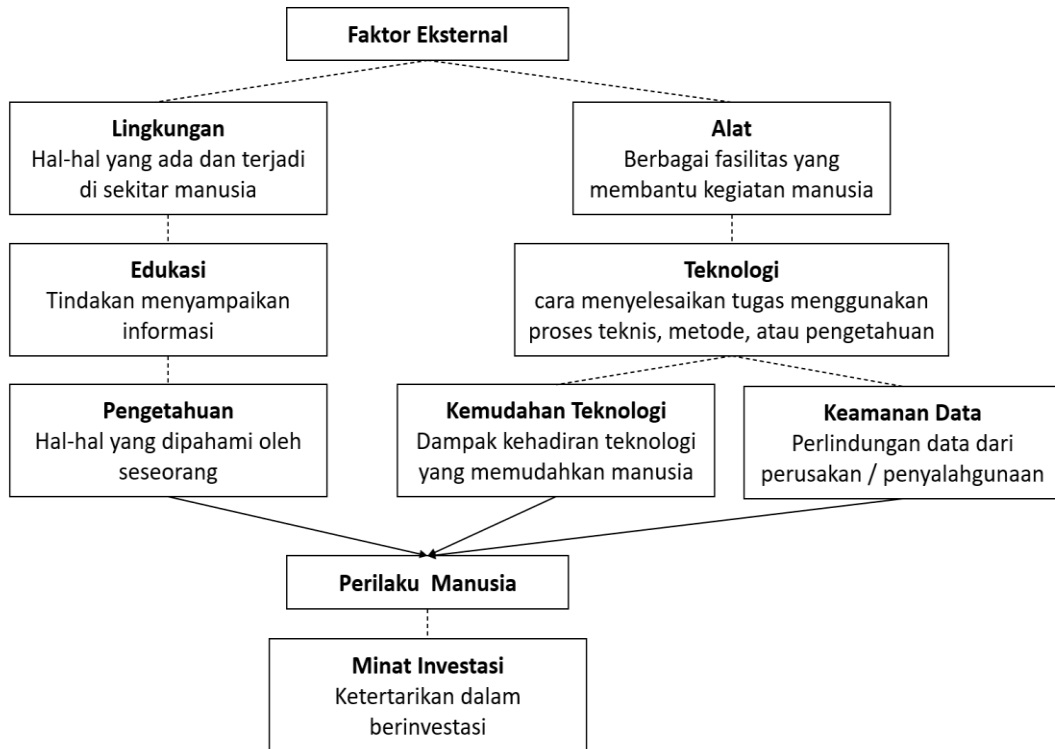 Faktor Eksternal
Lingkungan
Hal-hal yang ada dan terjadi
di sekitar manusia
Alat
Berbagai fasilitas yang
membantu kegiatan manusia
Edukasi
Tindakan menyampaikan
informasi
Teknologi
cara menyelesaikan tugas menggunakan
proses teknis, metode, atau pengetahuan
Pengetahuan
Hal-hal yang dipahami oleh
seseorang
Kemudahan Teknologi
Dampak kehadiran teknologi
yang memudahkan manusia
Keamanan Data
Perlindungan data dari
perusakan / penyalahgunaan
Perilaku Manusia
Minat Investasi
Ketertarikan dalam
berinvestasi